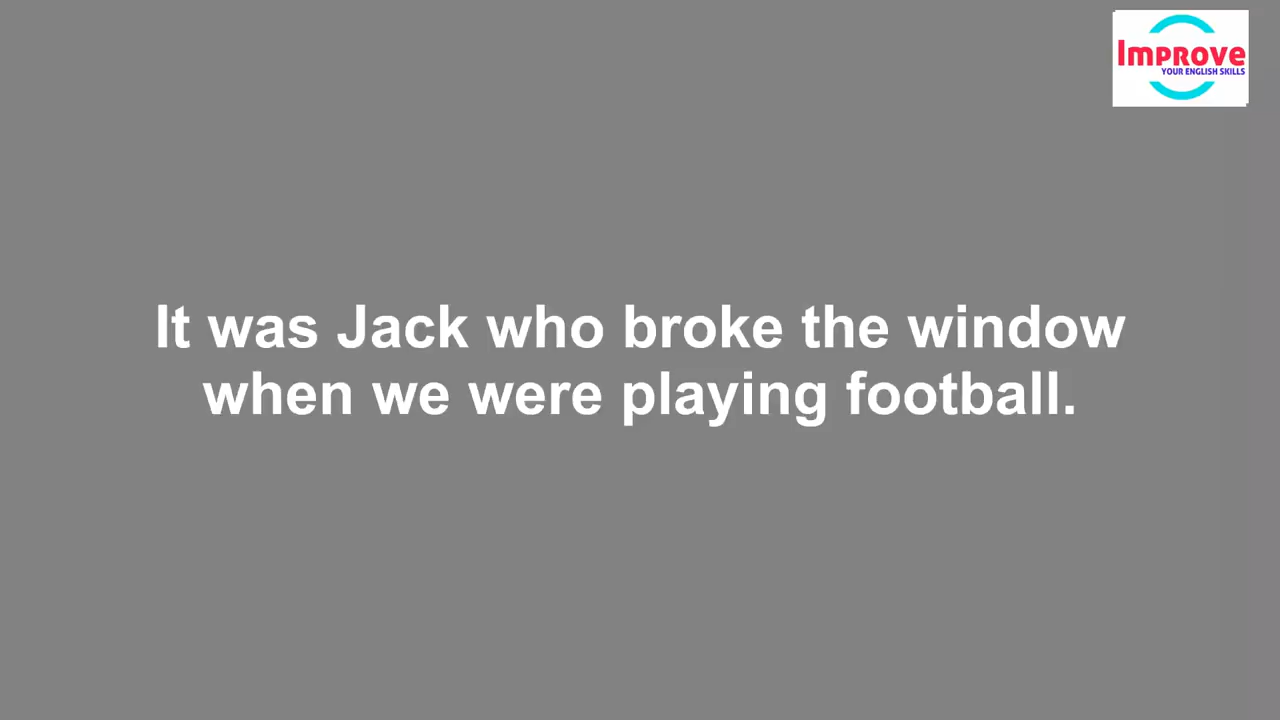 Improve
YOUR ENGLISH SKILLS
It was Jack who broke the window
when we were playing football.